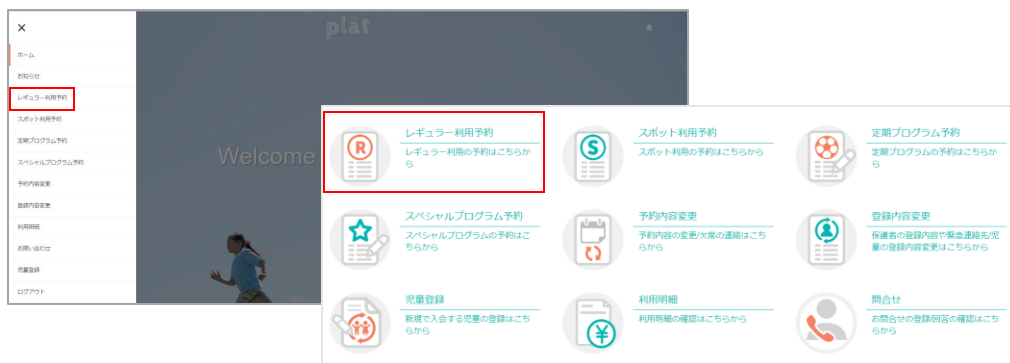 ×
plät
ホーム
お知らせ
レギュラー利用予約
スポット利用予約
定期プログラム予約
スペシャルプログラム予約
予約内容変更
登録内容変更
利用明細
お問い合わせ
児童登録
ログアウト
Welcome
R
レギュラー利用予約
レギュラー利用の予約はこちらか
ら
S
スポット利用予約
スポット利用の予約はこちらから
定期プログラム予約
定期プログラムの予約はこちらか
ら
スペシャルプログラム予約
スペシャルプログラムの予約はこ
ちらから
予約内容変更
予約内容の変更/欠席の連絡はこち
らから
登録内容変更
保護者の登録内容や緊急連絡先/児
童の登録内容変更はこちらから
児童登録
新規で入会する児童の登録はこち
らから
¥
利用明細
利用明細の確認はこちらから
問合せ
お問合せの登録/回答の確認はこち
らから